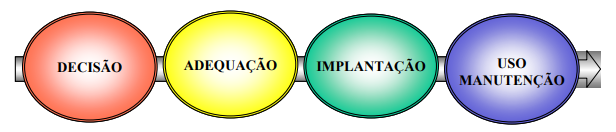 DECISÃO
ADEQUAÇÃO
IMPLANTAÇÃO
USO
MANUTENÇÃO